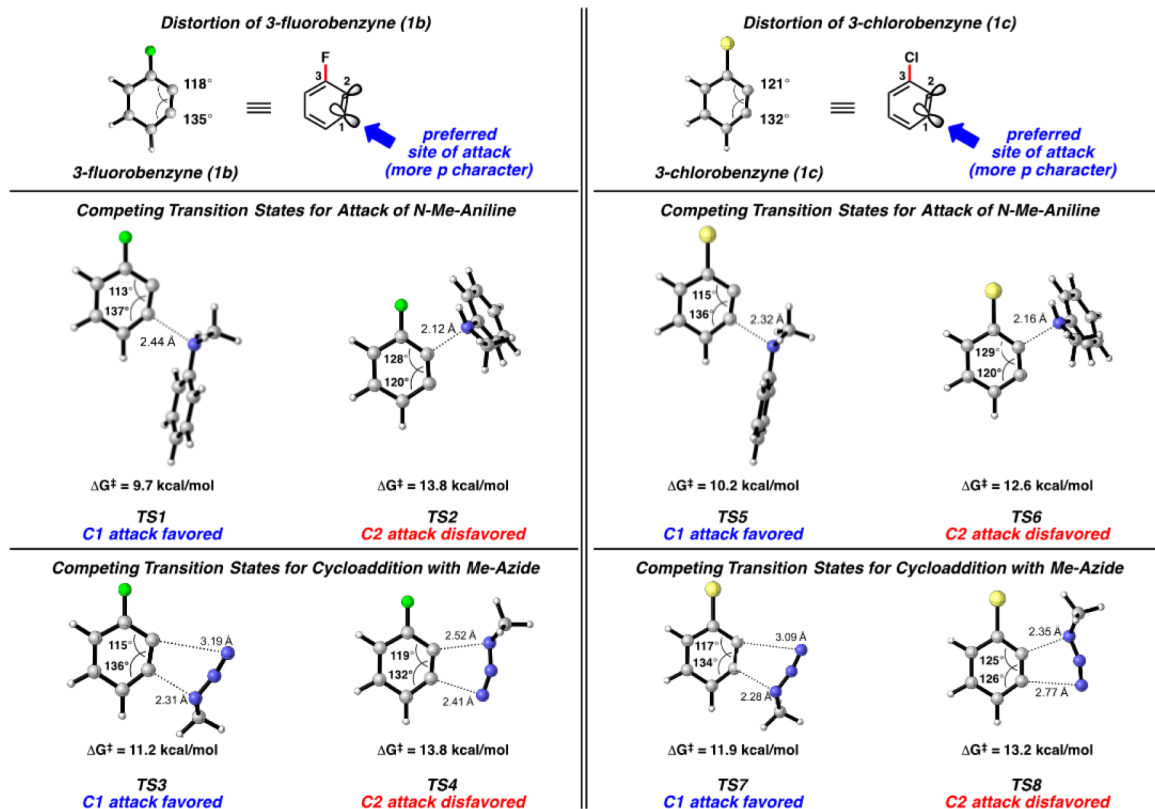 Distortion of 3-fluorobenzyne (1b)
118°
135°
F
3
2
1
preferred
site of attack
(more p character)
3-fluorobenzyne (1b)
Competing Transition States for Attack of N-Me-Aniline
113°
137°
2.44 Å
ΔG‡ = 9.7 kcal/mol
TS1
C1 attack favored
2.12 Å
128°
120°
ΔG‡ = 13.8 kcal/mol
TS2
C2 attack disfavored
Competing Transition States for Cycloaddition with Me-Azide
115°
136°
3.19 Å
2.31 Å
ΔG‡ = 11.2 kcal/mol
TS3
C1 attack favored
2.52 Å
119°
132°
2.41 Å
ΔG‡ = 13.8 kcal/mol
TS4
C2 attack disfavored
Distortion of 3-chlorobenzyne (1c)
121°
132°
Cl
3
2
1
preferred
site of attack
(more p character)
3-chlorobenzyne (1c)
Competing Transition States for Attack of N-Me-Aniline
115°
136°
2.32 Å
ΔG‡ = 10.2 kcal/mol
TS5
C1 attack favored
2.16 Å
129°
120°
ΔG‡ = 12.6 kcal/mol
TS6
C2 attack disfavored
Competing Transition States for Cycloaddition with Me-Azide
117°
134°
3.09 Å
2.28 Å
ΔG‡ = 11.9 kcal/mol
TS7
C1 attack favored
2.35 Å
125°
126°
2.77 Å
ΔG‡ = 13.2 kcal/mol
TS8
C2 attack disfavored